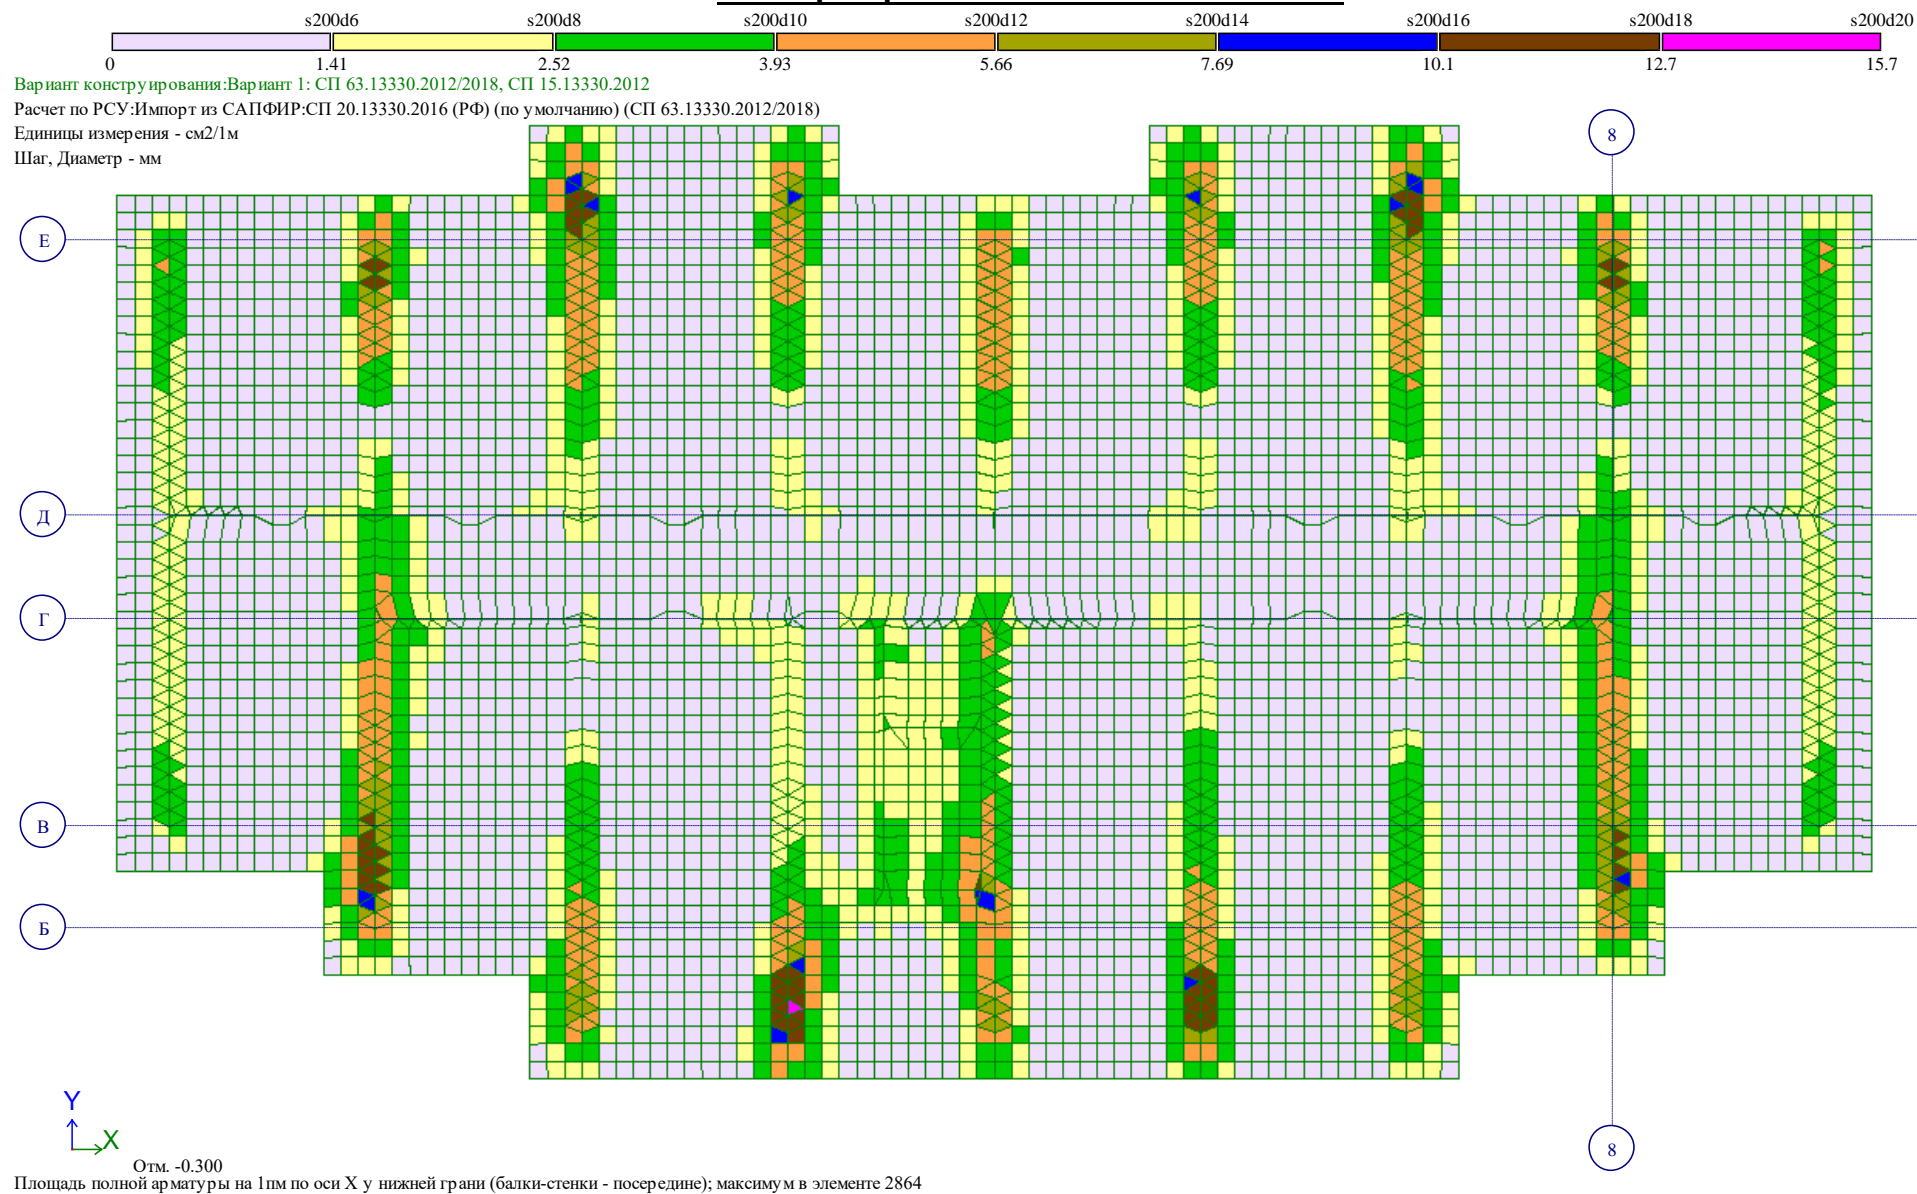 s200d6 s200d8 s200d10 s200d12 s200d14 s200d16 s200d18 s200d20
0 1.41 2.52 3.93 5.66 7.69 10.1 12.7 15.7
Вариант конструирования:Вариант 1: СП 63.13330.2012/2018, СП 15.13330.2012
Расчет по РСУ:Импорт из САПФИР:СП 20.13330.2016 (РФ) (по умолчанию) (СП 63.13330.2012/2018)
Единицы измерения - см2/1м
Шаг, Диаметр - мм
8
Е
Д
Г
В
Б
Y
X
8
Отм. -0.300
Площадь полной арматуры на 1пм по оси X у нижней грани (балки-стенки - посередине); максимум в элементе 2864